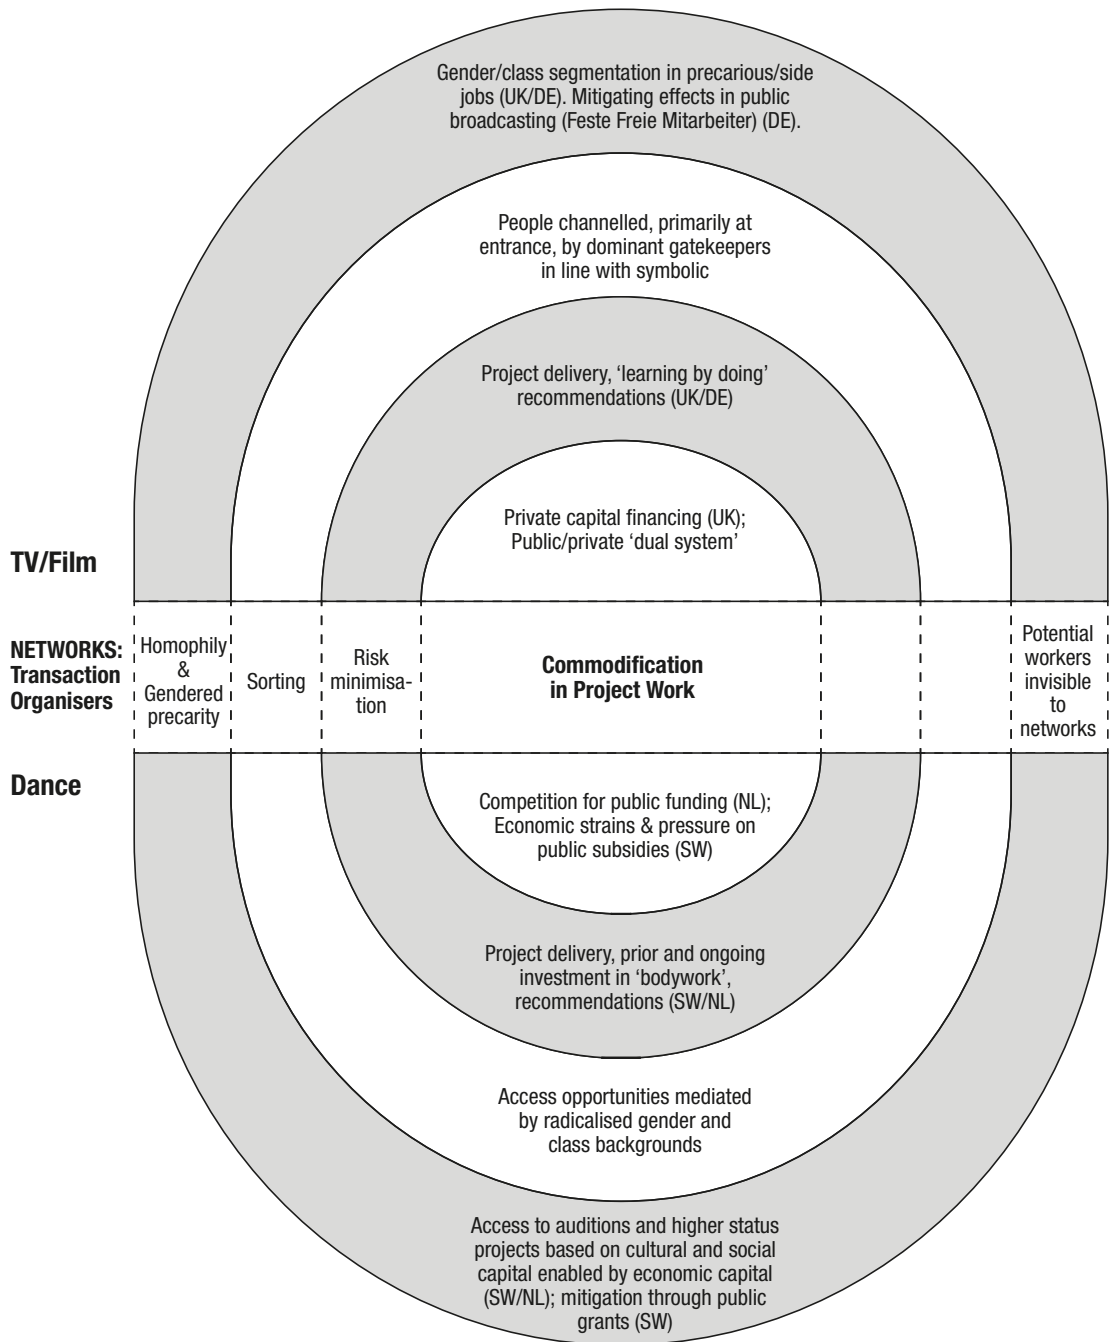 Gender/class segmentation in precarious/side
jobs (UK/DE). Mitigating effects in public
broadcasting (Feste Freie Mitarbeiter) (DE).
People channelled, primarily at
entrance, by dominant gatekeepers
in line with symbolic
Project delivery, ‘learning by doing’
recommendations (UK/DE)
Private capital financing (UK);
Public/private ‘dual system’
TV/Film
NETWORKS:
Transaction
Organisers
Homophily
&
Gendered
precarity
Sorting
Risk
minimisa-
tion
Commodification
in Project Work
Potential
workers
invisible
to
networks
Dance
Competition for public funding (NL);
Economic strains & pressure on
public subsidies (SW)
Project delivery, prior and ongoing
investment in ‘bodywork’,
recommendations (SW/NL)
Access opportunities mediated
by radicalised gender and
class backgrounds
Access to auditions and higher status
projects based on cultural and social
capital enabled by economic capital
(SW/NL); mitigation through public
grants (SW)